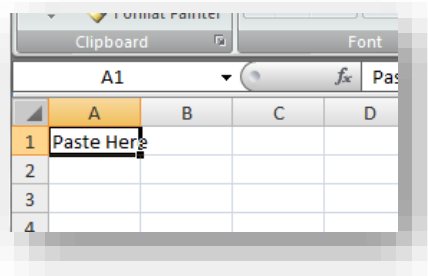 Format Painter
Clipboard Font
A1 fx Pas
A B C D
1 Paste Here
2
3
4